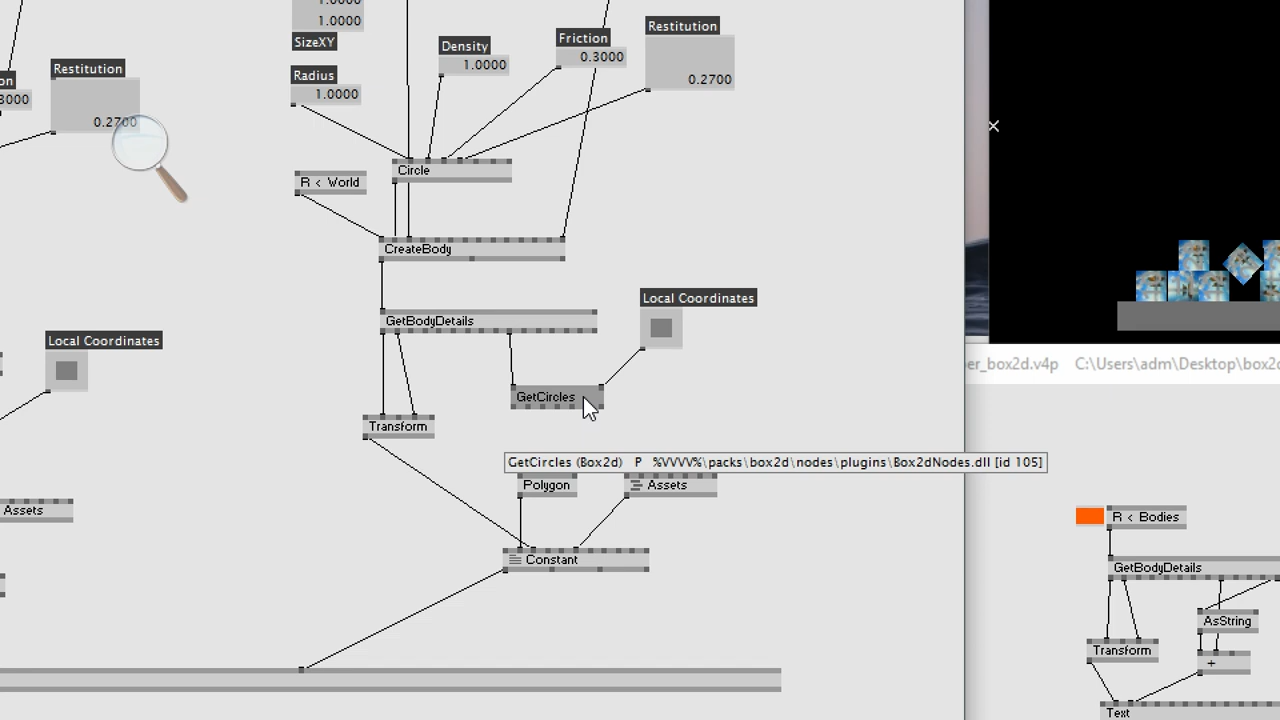 1.0000
1.0000
SizeXY
Radius
1.0000
Density
1.0000
Friction
0.3000
Restitution
0.2700
Restitution
0.2700
Circle
R < World
CreateBody
GetBodyDetails
Local Coordinates
Local Coordinates
GetCircles
Transform
GetCircles (Box2d) P %VVVV%\packs\box2d\nodes\plugins\Box2dNodes.dll [id 105]
Polygon
Assets
Assets
Constant
er_box2d.v4p C:\Users\adm\Desktop\box2d
R < Bodies
GetBodyDetails
AsString
Transform
+
Text